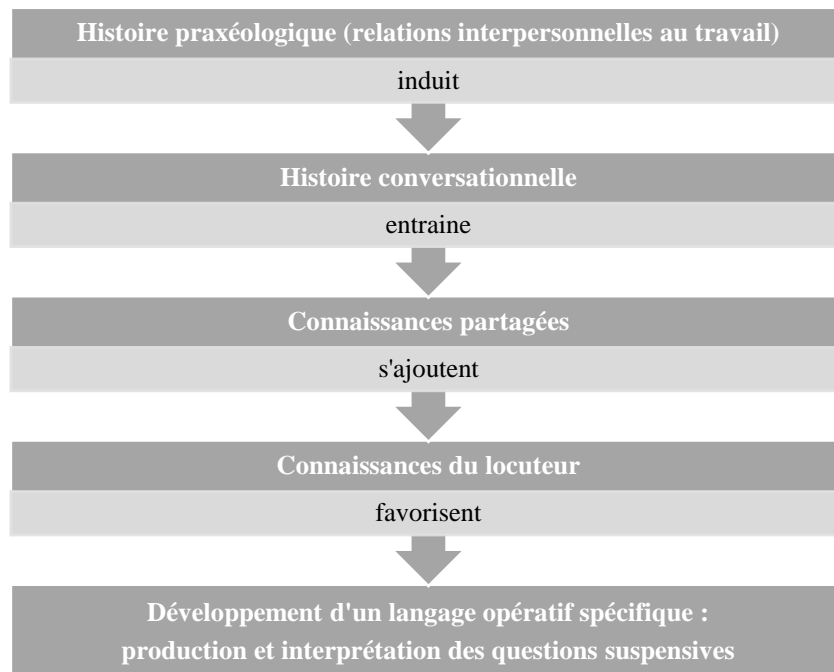 Histoire praxéologique (relations interpersonnelles au travail)
induit
Histoire conversationnelle
entraine
Connaissances partagées
s'ajoutent
Connaissances du locuteur
favorisent
Développement d'un langage opératif spécifique :
production et interprétation des questions suspensives